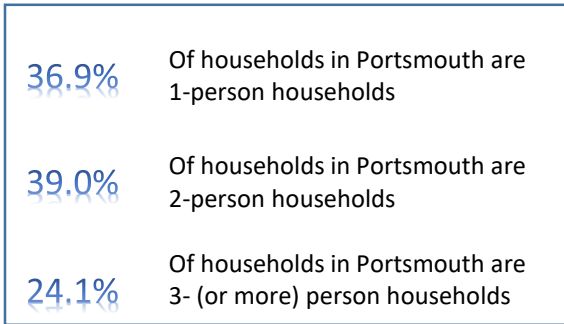 36.9%
Of households in Portsmouth are
1-person households
39.0%
Of households in Portsmouth are
2-person households
24.1%
Of households in Portsmouth are
3- (or more) person households